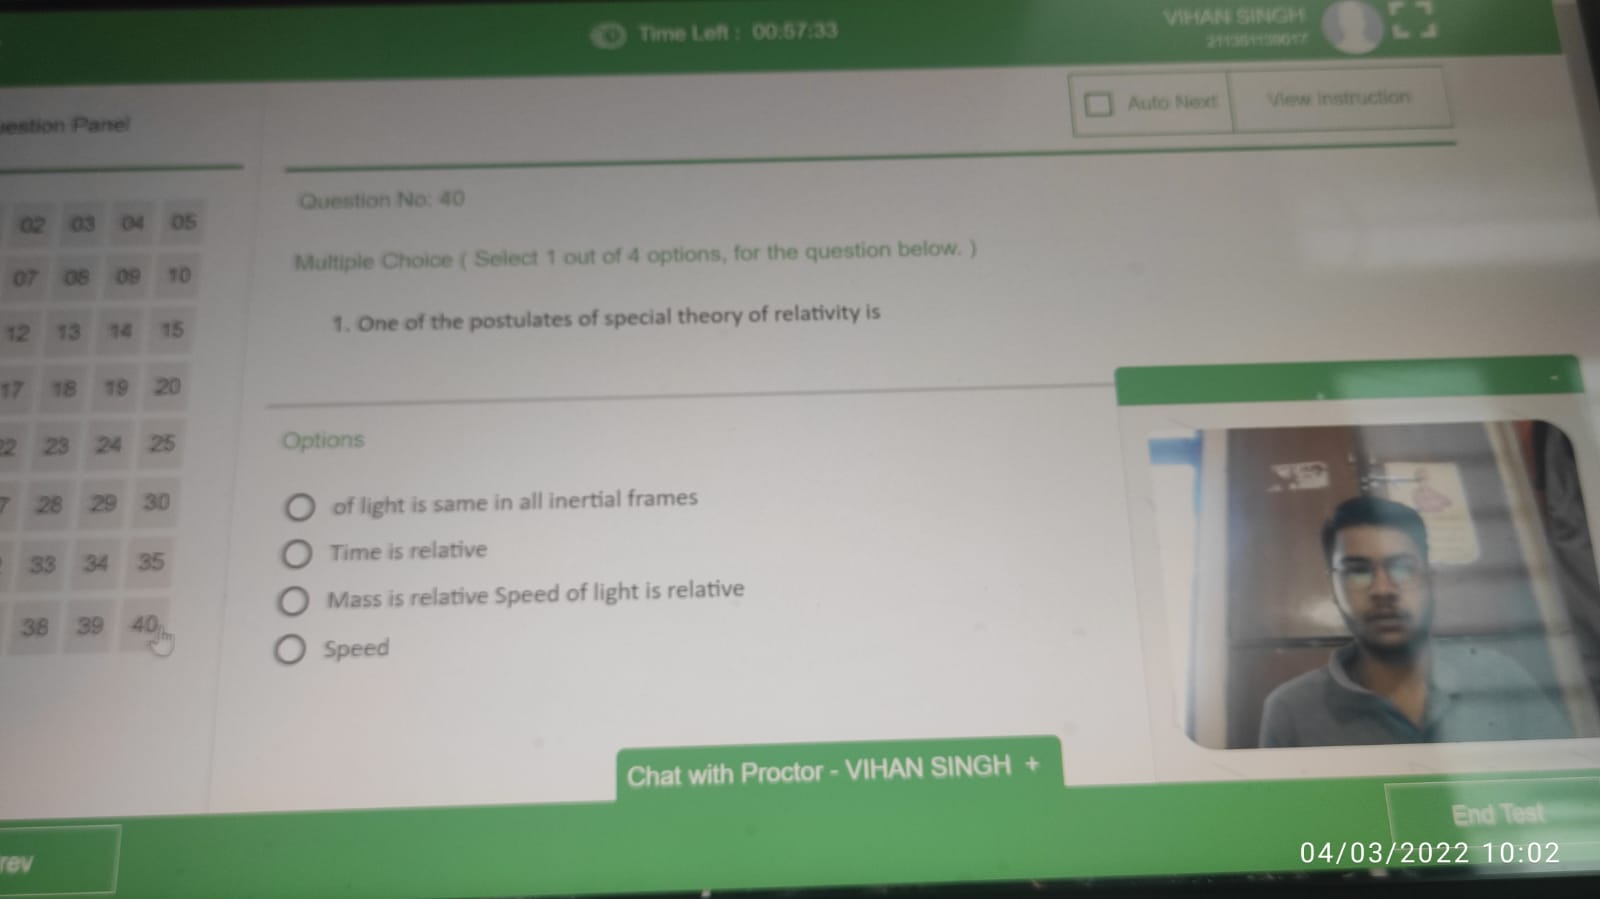 Time Left : 00:57:33
VIHAN SINGH
Auto Next
View Instruction
estion Panel
Question No: 40
Multiple Choice ( Select 1 out of 4 options, for the question below. )
1. One of the postulates of special theory of relativity is
02 03 04 05
07 08 09 10
12 13 14 15
17 18 19 20
22 23 24 25
7 28 29 30
33 34 35
38 39 40
Options
of light is same in all inertial frames
Time is relative
Mass is relative Speed of light is relative
Speed
Chat with Proctor - VIHAN SINGH +
rev
End Test
04/03/2022 10:02